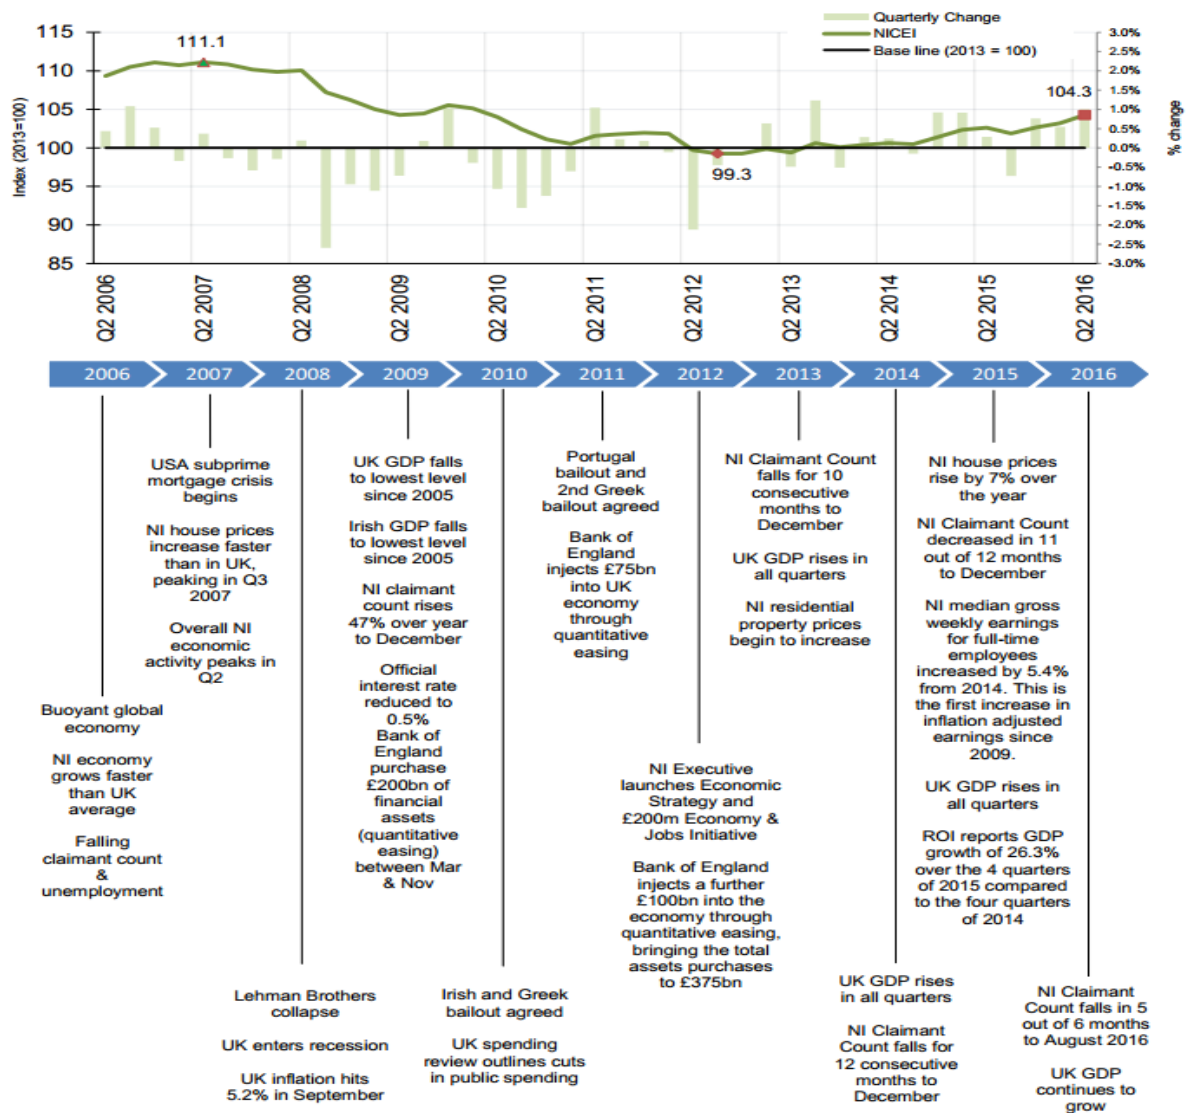 Quarterly Change
NICEI
Base line (2013 = 100)
115
110
105
100
95
90
85
Index (2013=100)
111.1
99.3
104.3
3.0%
2.5%
2.0%
1.5%
1.0%
0.5%
0.0%
-0.5%
-1.0%
-1.5%
-2.0%
-2.5%
-3.0%
% change
Q2 2006
Q2 2007
Q2 2008
Q2 2009
Q2 2010
Q2 2011
Q2 2012
Q2 2013
Q2 2014
Q2 2015
Q2 2016
2006
2007
2008
2009
2010
2011
2012
2013
2014
2015
2016
Buoyant global
economy
NI economy
grows faster
than UK
average
Falling
claimant count
&
unemployment
USA subprime
mortgage crisis
begins
NI house prices
increase faster
than in UK,
peaking in Q3
2007
Overall NI
economic
activity peaks in
Q2
Lehman Brothers
collapse
UK enters recession
UK inflation hits
5.2% in September
UK GDP falls
to lowest level
since 2005
Irish GDP falls
to lowest level
since 2005
NI claimant
count rises
47% over year
to December
Official
interest rate
reduced to
0.5%
Bank of
England
purchase
£200bn of
financial
assets
(quantitative
easing)
between Mar
& Nov
Irish and Greek
bailout agreed
UK spending
review outlines cuts
in public spending
Portugal
bailout and
2nd Greek
bailout agreed
Bank of
England
injects £75bn
into UK
economy
through
quantitative
easing
NI Executive
launches Economic
Strategy and
£200m Economy &
Jobs Initiative
Bank of England
injects a further
£100bn into the
economy through
quantitative easing,
bringing the total
assets purchases
to £375bn
NI Claimant Count
falls for 10
consecutive
months to
December
UK GDP rises in
all quarters
NI residential
property prices
begin to increase
UK GDP rises
in all quarters
NI Claimant
Count falls for
12 consecutive
months to
December
NI house prices
rise by 7% over
the year
NI Claimant Count
decreased in 11
out of 12 months
to December
NI median gross
weekly earnings
for full-time
employees
increased by 5.4%
from 2014. This is
the first increase in
inflation adjusted
earnings since
2009.
UK GDP rises in
all quarters
ROI reports GDP
growth of 26.3%
over the 4 quarters
of 2015 compared
to the four quarters
of 2014
NI Claimant
Count falls in 5
out of 6 months
to August 2016
UK GDP
continues to
grow